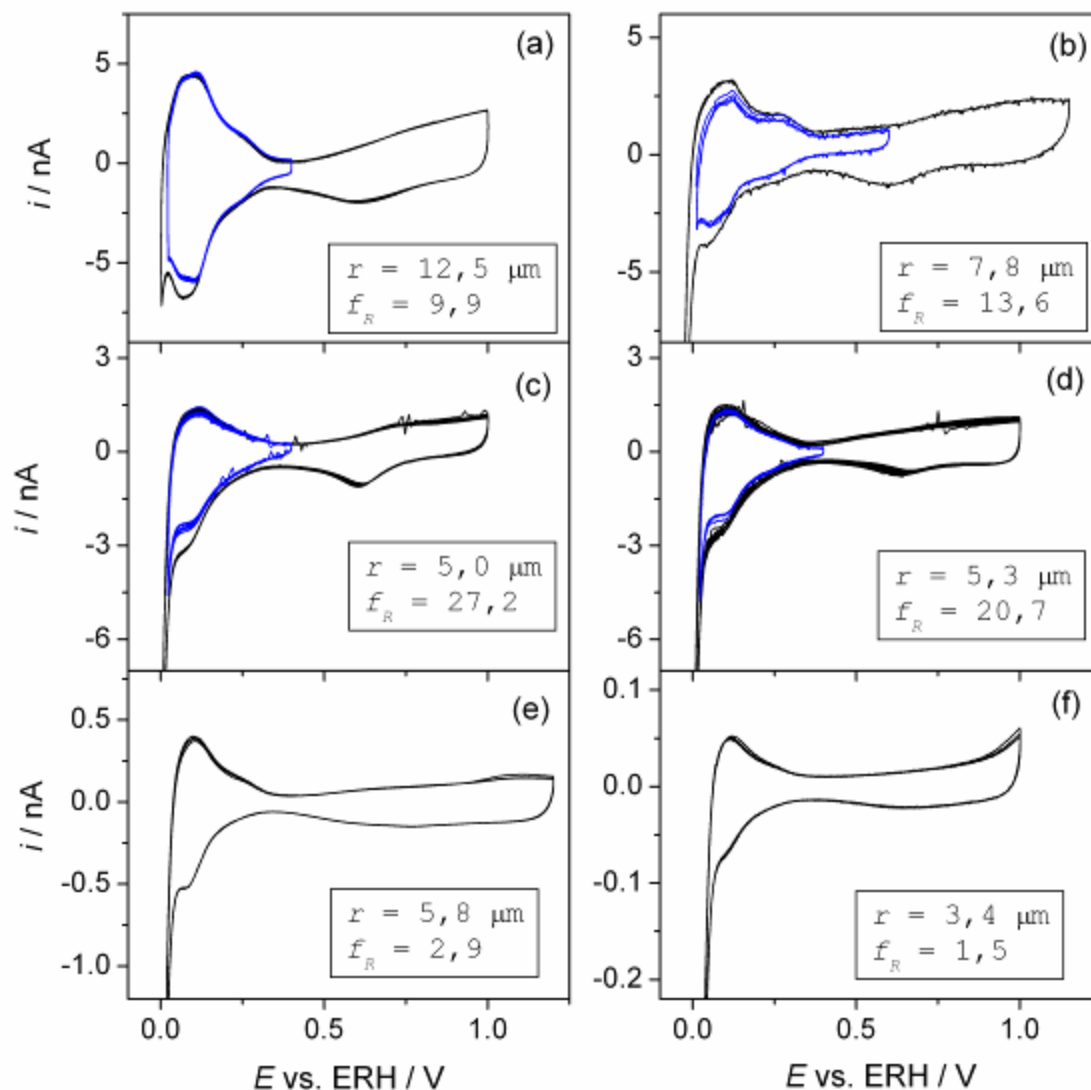 (a)
5
0
-5
i / nA
r = 12,5 μm
f_R = 9,9
(b)
5
0
-5
r = 7,8 μm
f_R = 13,6
(c)
3
0
-3
-6
i / nA
r = 5,0 μm
f_R = 27,2
(d)
3
0
-3
-6
r = 5,3 μm
f_R = 20,7
(e)
0.5
0.0
-0.5
-1.0
i / nA
r = 5,8 μm
f_R = 2,9
0.0 0.5 1.0
E vs. ERH / V
(f)
0.1
0.0
-0.1
-0.2
r = 3,4 μm
f_R = 1,5
0.0 0.5 1.0
E vs. ERH / V